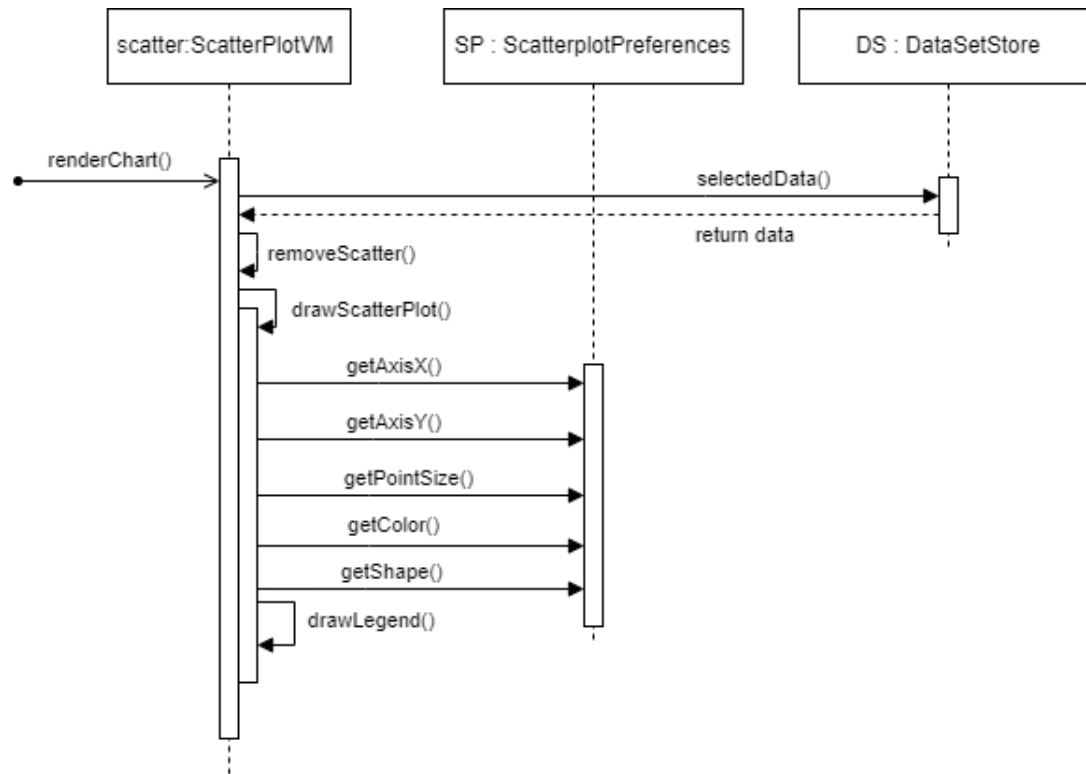 scatter:ScatterPlotVM
SP : ScatterplotPreferences
DS : DataSetStore
renderChart()
selectedData()
return data
removeScatter()
drawScatterPlot()
getAxisX()
getAxisY()
getPointSize()
getColor()
getShape()
drawLegend()